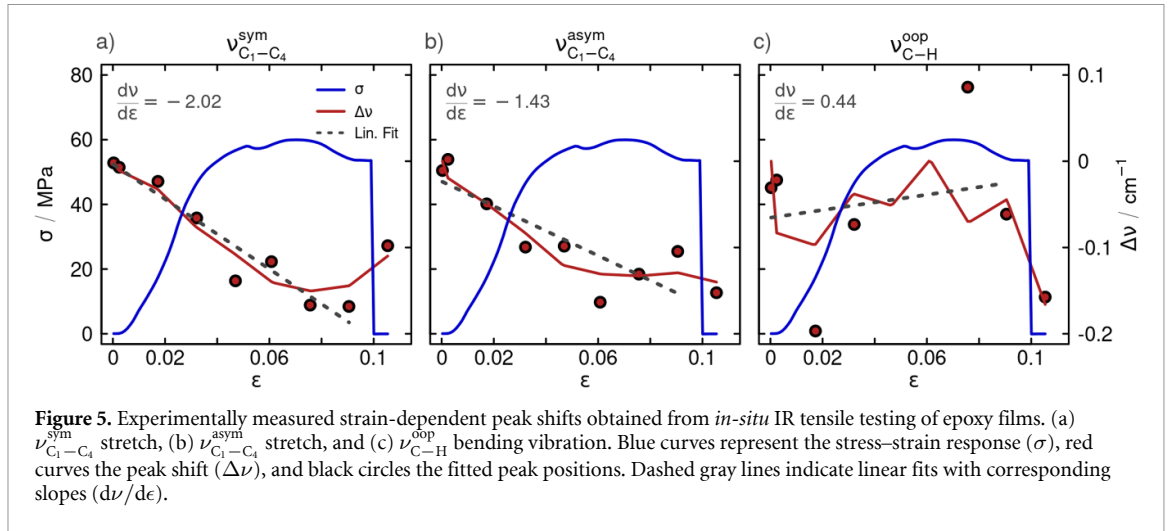 a) ν^sym_C₁−C₄ b) ν^asym_C₁−C₄ c) ν^oop_C−H
80 0.1
dν/dε = − 2.02 σ dν/dε = − 1.43 dν/dε = 0.44
Δν
60 Lin. Fit 0
σ / MPa
40
Δν / cm⁻¹
-0.1
20
0 -0.2
0 0.02 0.06 0.1 0 0.02 0.06 0.1 0 0.02 0.06 0.1
ε ε ε
Figure 5. Experimentally measured strain-dependent peak shifts obtained from in-situ IR tensile testing of epoxy films. (a)
ν^sym_C₁−C₄ stretch, (b) ν^asym_C₁−C₄ stretch, and (c) ν^oop_C−H bending vibration. Blue curves represent the stress–strain response (σ), red
curves the peak shift (Δν), and black circles the fitted peak positions. Dashed gray lines indicate linear fits with corresponding
slopes (dν/dϵ).